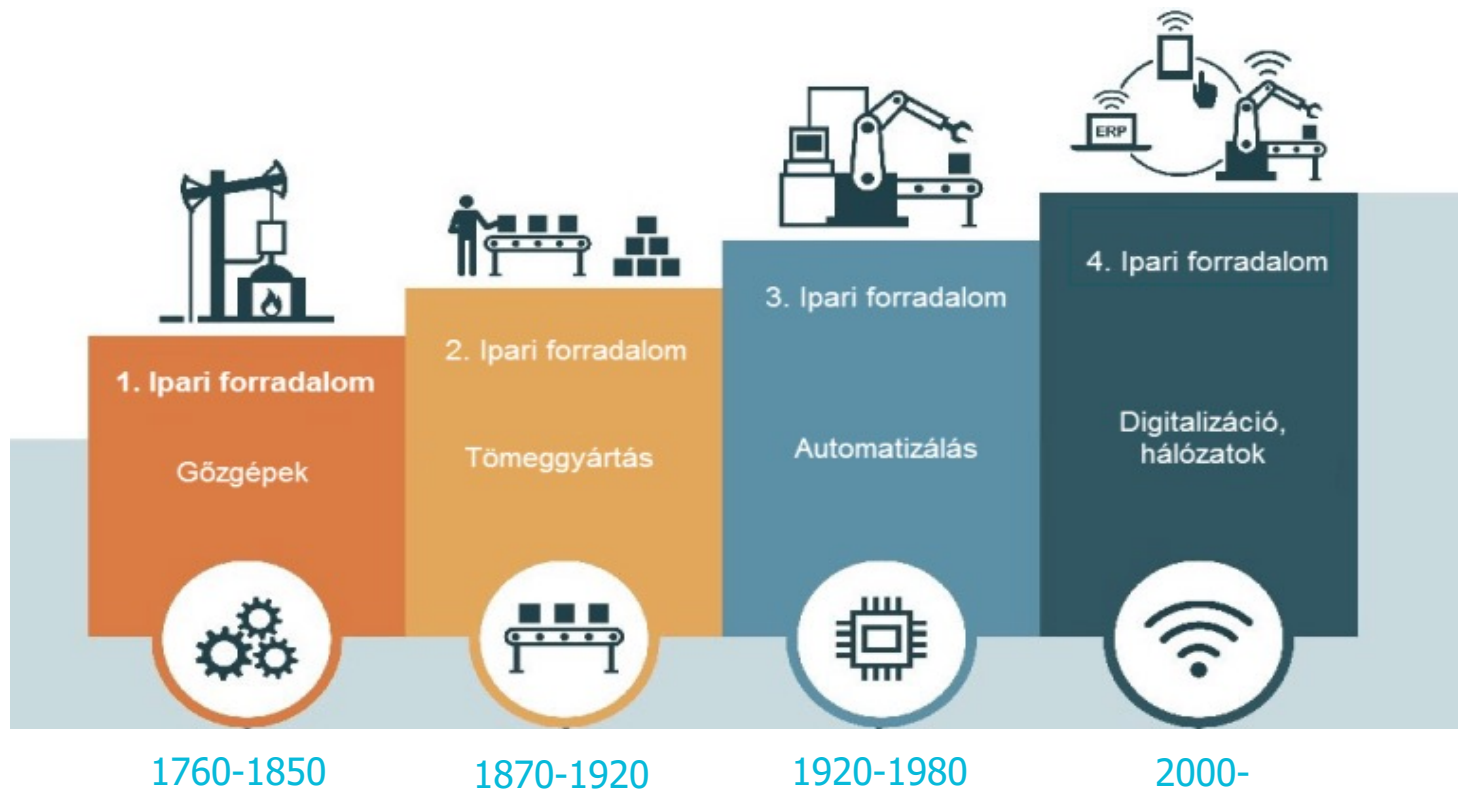 ERP
1. Ipari forradalom
Gőzgépek
1760-1850
2. Ipari forradalom
Tömeggyártás
1870-1920
3. Ipari forradalom
Automatizálás
1920-1980
4. Ipari forradalom
Digitalizáció,
hálózatok
2000-